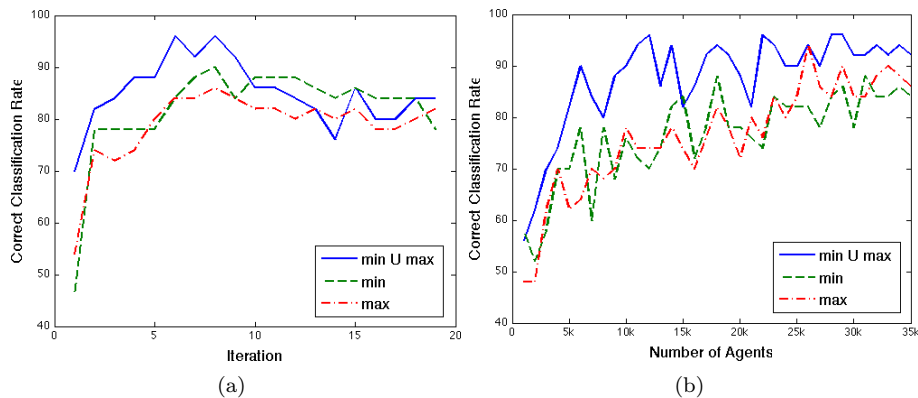 100
90
80
70
60
50
40
0
5
10
15
20
Correct Classification Rate
Iteration
min U max
min
max
(a)
100
90
80
70
60
50
40
0
5k
10k
15k
20k
25k
30k
35k
Correct Classification Rate
Number of Agents
min U max
min
max
(b)